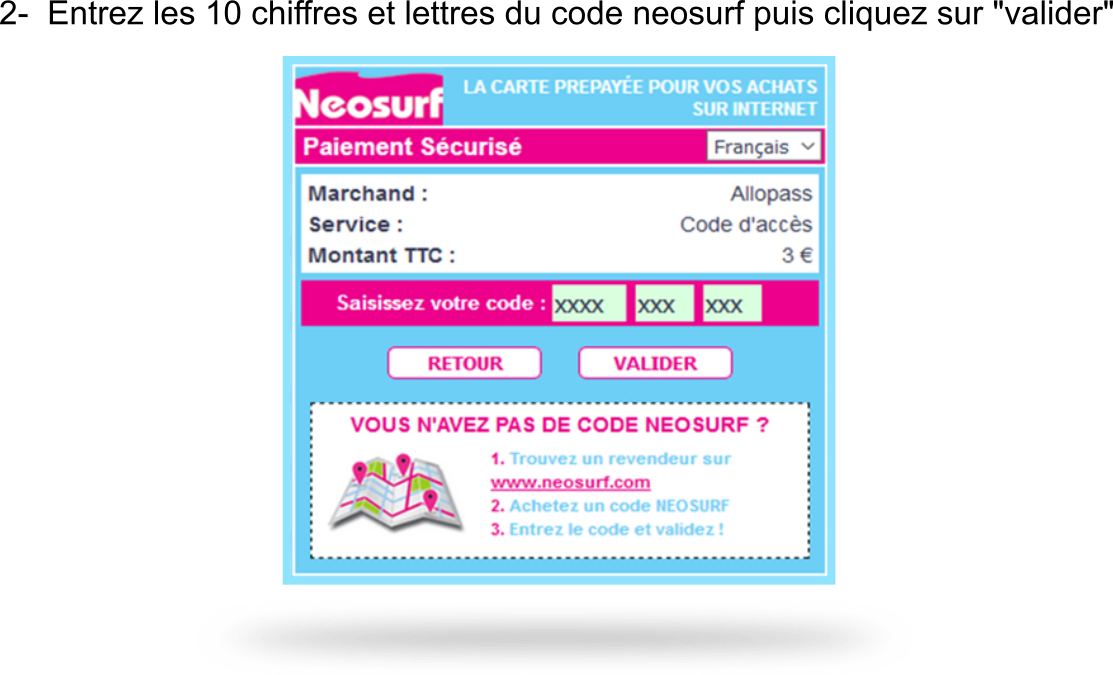 2-  Entrez les 10 chiffres et lettres du code neosurf puis cliquez sur "valider"
Neosurf
LA CARTE PREPAYÉE POUR VOS ACHATS
SUR INTERNET
Paiement Sécurisé
Français
Marchand : Allopass
Service : Code d'accès
Montant TTC : 3 €
Saisissez votre code : xxxx xxx xxx
RETOUR VALIDER
VOUS N'AVEZ PAS DE CODE NEOSURF ?
1. Trouvez un revendeur sur
www.neosurf.com
2. Achetez un code NEOSURF
3. Entrez le code et validez !